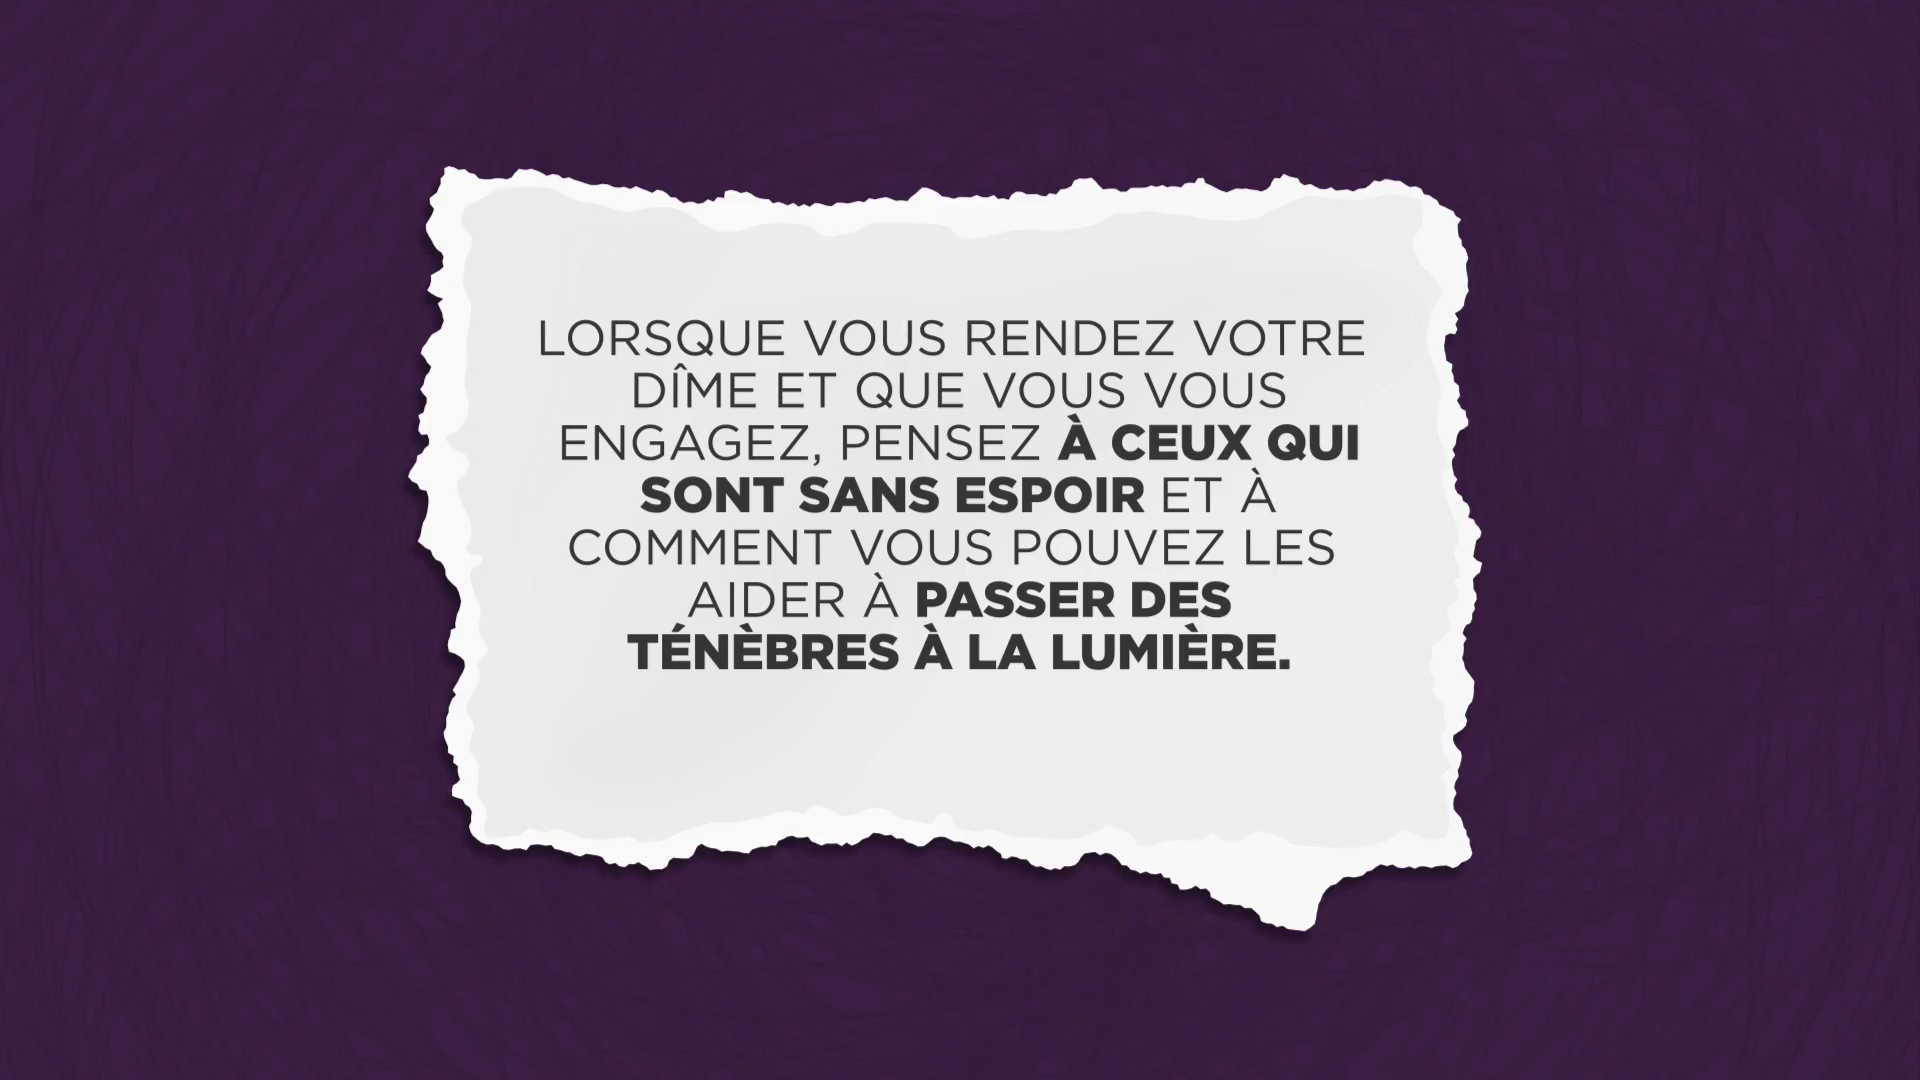 LORSQUE VOUS RENDEZ VOTRE
DÎME ET QUE VOUS VOUS
ENGAGEZ, PENSEZ À CEUX QUI
SONT SANS ESPOIR ET À
COMMENT VOUS POUVEZ LES
AIDER À PASSER DES
TÉNÈBRES À LA LUMIÈRE.